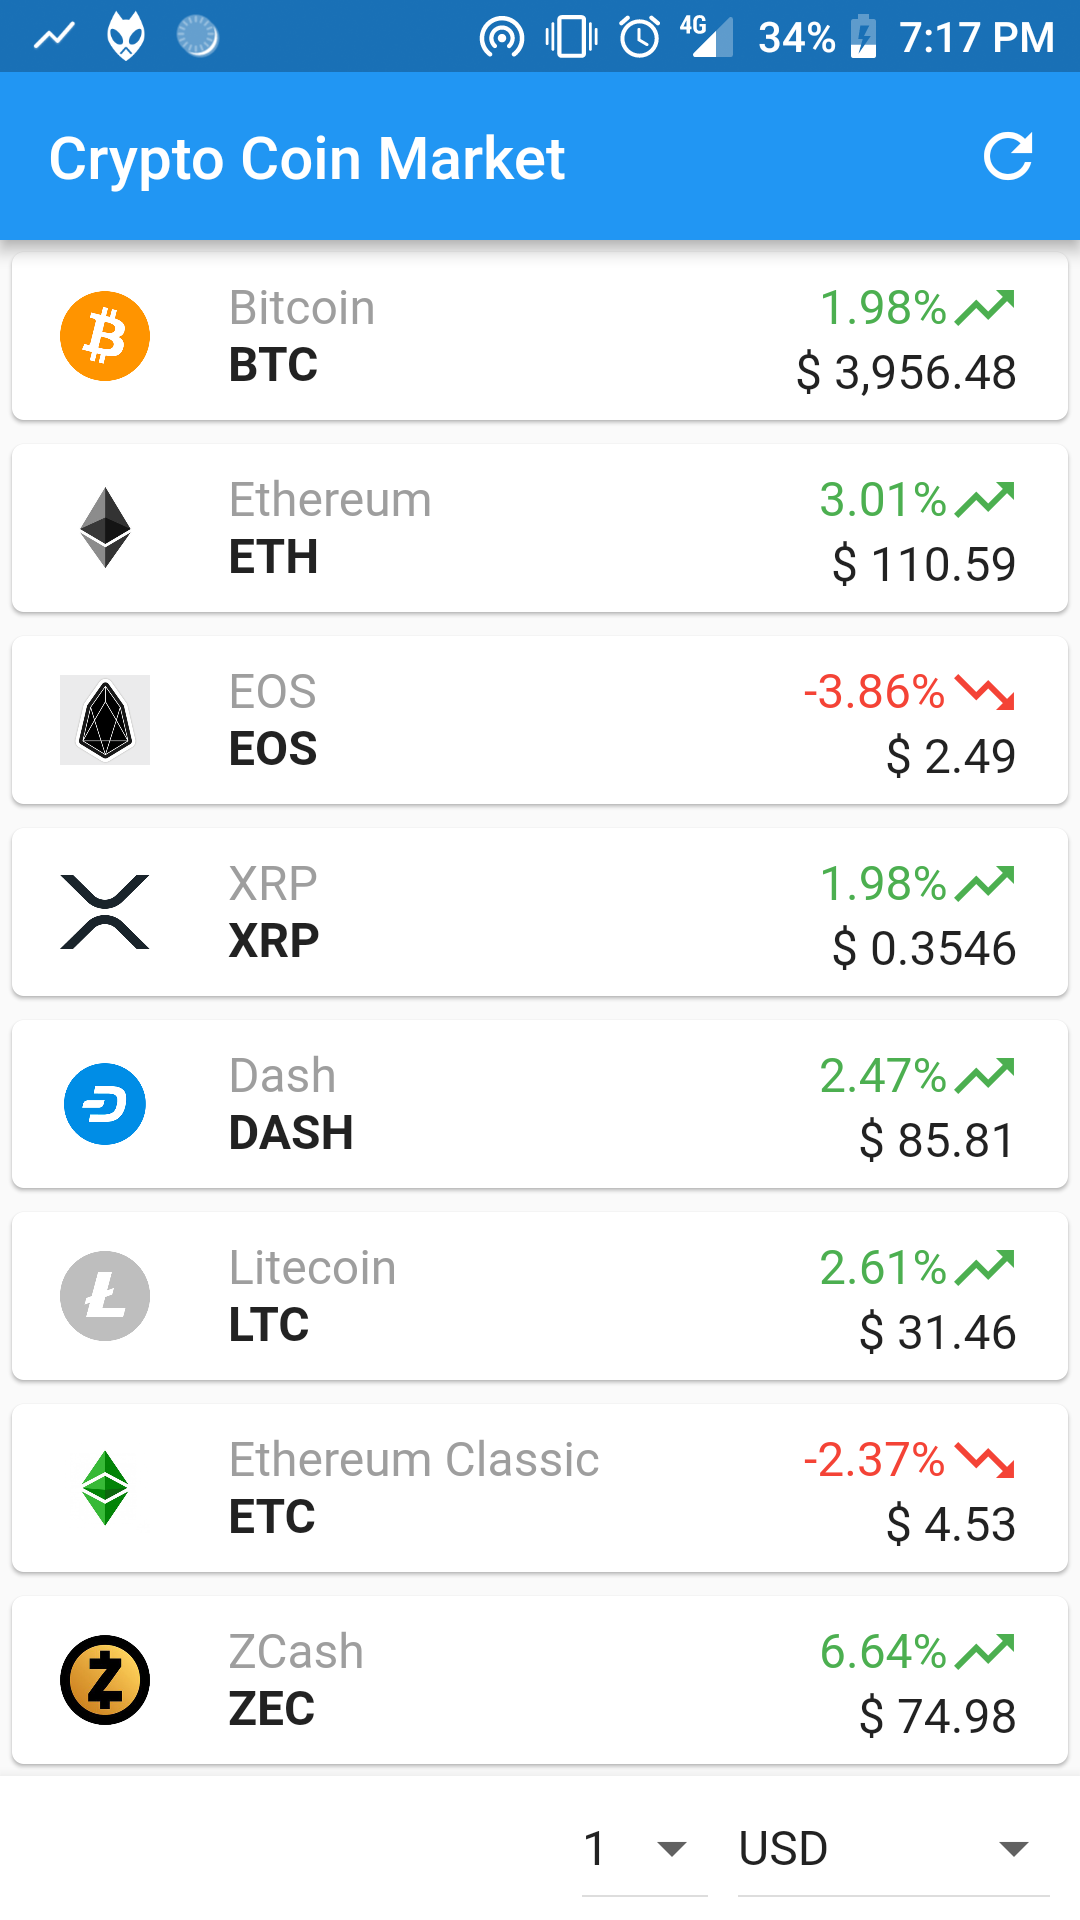 4G 34% 7:17 PM
Crypto Coin Market
Bitcoin 1.98%
BTC $ 3,956.48
Ethereum 3.01%
ETH $ 110.59
EOS -3.86%
EOS $ 2.49
XRP 1.98%
XRP $ 0.3546
Dash 2.47%
DASH $ 85.81
Litecoin 2.61%
LTC $ 31.46
Ethereum Classic -2.37%
ETC $ 4.53
ZCash 6.64%
ZEC $ 74.98
1 USD